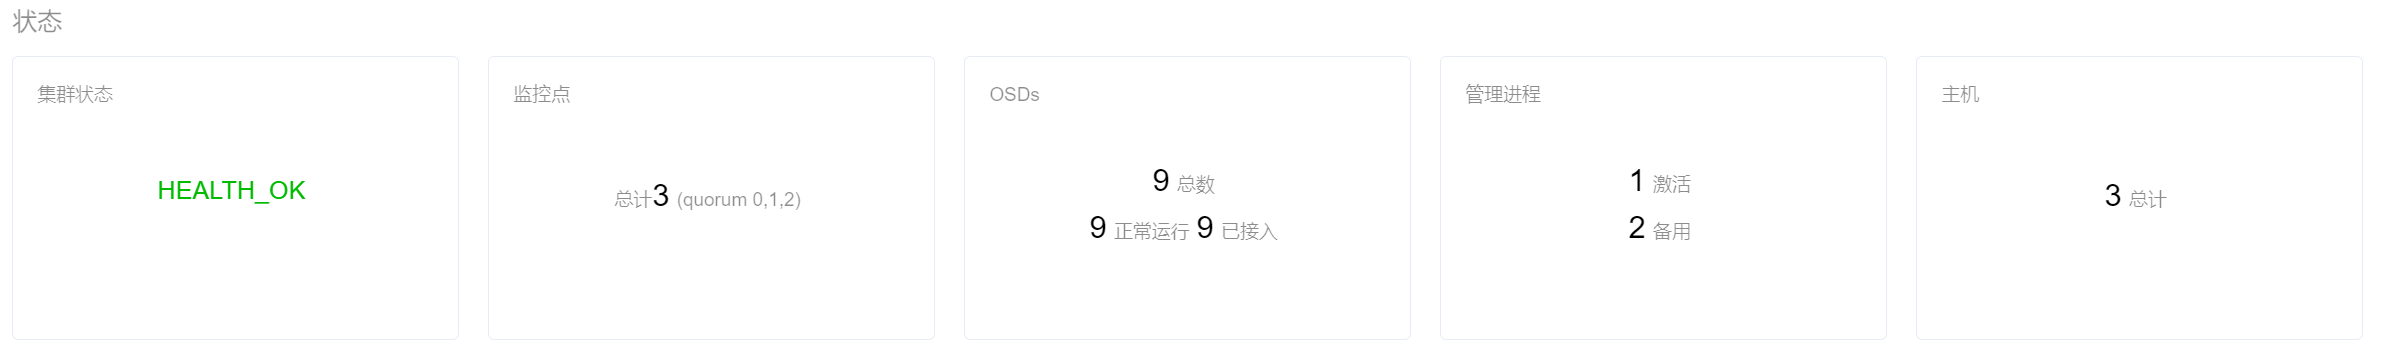 状态
集群状态
HEALTH_OK
监控点
总计3 (quorum 0,1,2)
OSDs
9 总数
9 正常运行 9 已接入
管理进程
1 激活
2 备用
主机
3 总计